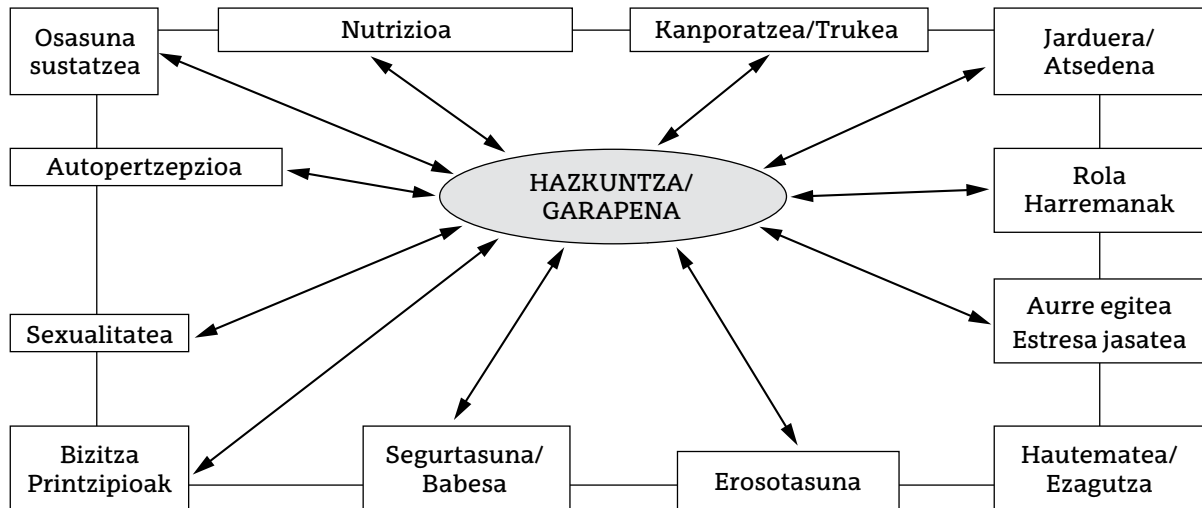 Osasuna
sustatzea
Nutrizioa
Kanporatzea/Trukea
Jarduera/
Atsedena
Autopertzepzioa
HAZKUNTZA/
GARAPENA
Rola
Harremanak
Sexualitatea
Aurre egitea
Estresa jasatea
Bizitza
Printzipioak
Segurtasuna/
Babesa
Erosotasuna
Hautematea/
Ezagutza